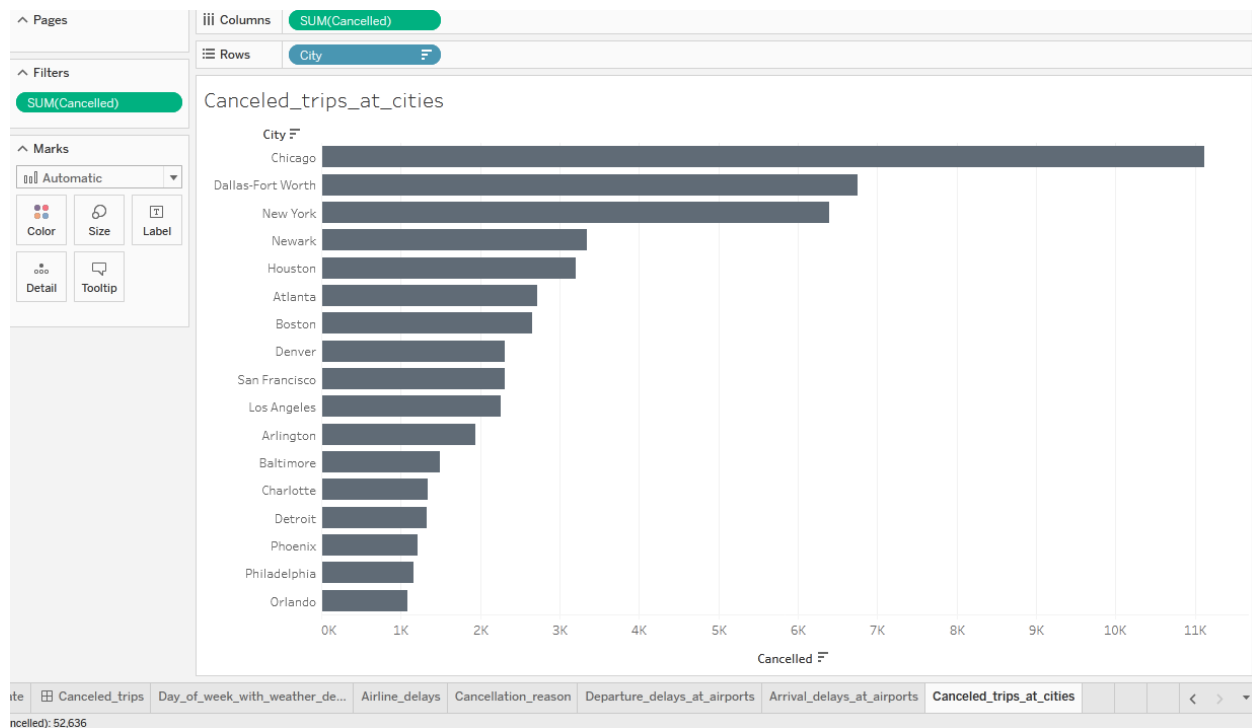 Pages
Columns
SUM(Cancelled)
Rows
City
Filters
SUM(Cancelled)
Canceled_trips_at_cities
Marks
Automatic
Color
Size
Label
Detail
Tooltip
City
Chicago
Dallas-Fort Worth
New York
Newark
Houston
Atlanta
Boston
Denver
San Francisco
Los Angeles
Arlington
Baltimore
Charlotte
Detroit
Phoenix
Philadelphia
Orlando
0K 1K 2K 3K 4K 5K 6K 7K 8K 9K 10K 11K
Cancelled
te Canceled_trips Day_of_week_with_weather_de... Airline_delays Cancellation_reason Departure_delays_at_airports Arrival_delays_at_airports Canceled_trips_at_cities
ncelled): 52,636